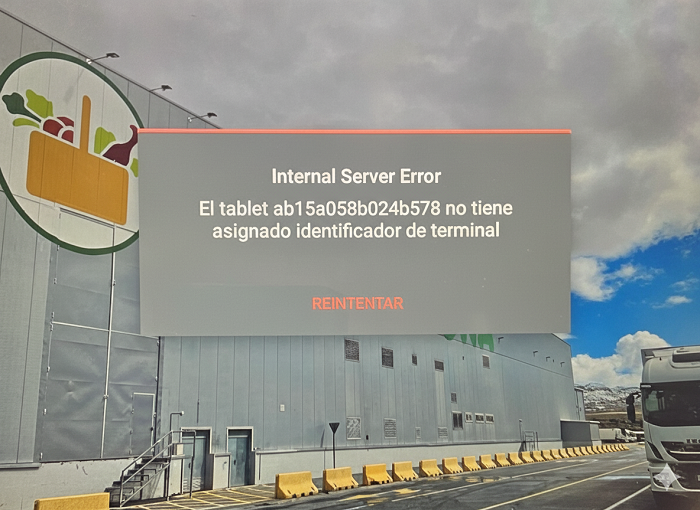 Internal Server Error
El tablet ab15a058b024b578 no tiene
asignado identificador de terminal
REINTENTAR